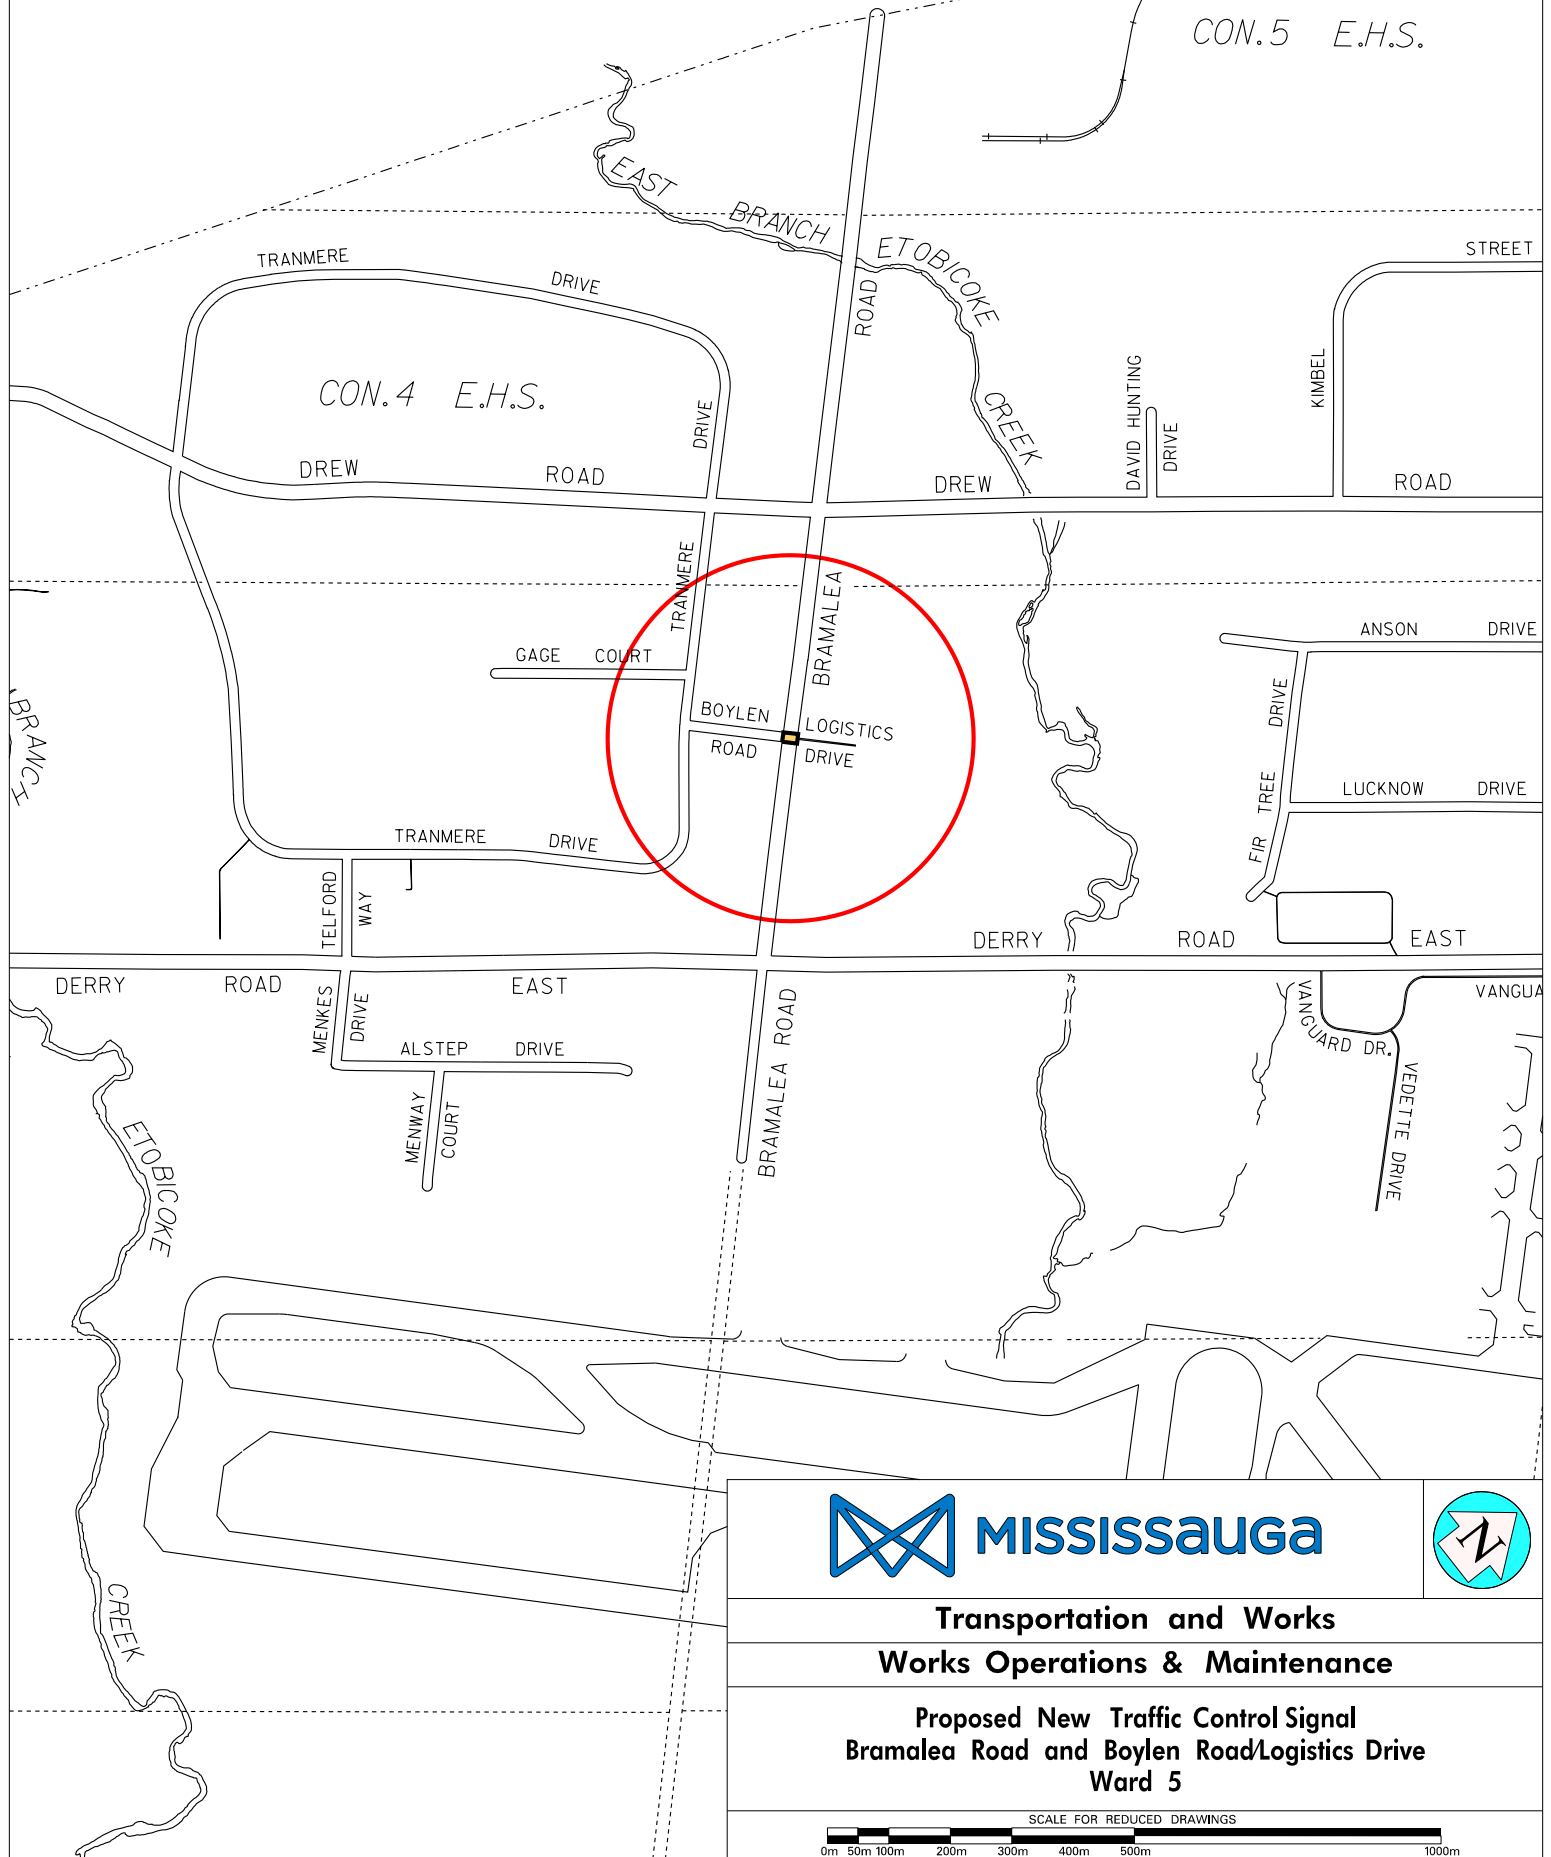 CON.5 E.H.S.
EAST BRANCH ETOBICOKE CREEK
TRANMERE DRIVE
STREET
ROAD
KIMBEL
DAVID HUNTING
DRIVE
CON.4 E.H.S.
DRIVE
DREW ROAD
DREW
ROAD
TRANMERE
BRAMALEA
ANSON DRIVE
GAGE COURT
BRANCH
BOYLEN
ROAD
LOGISTICS
DRIVE
FIR TREE DRIVE
LUCKNOW DRIVE
TRANMERE DRIVE
TELFORD
WAY
DERRY ROAD EAST
DERRY ROAD EAST
MENKES
DRIVE
ALSTEP DRIVE
MENWAY
COURT
BRAMALEA ROAD
VANGUARD DR.
VANGUA
VEDETTE DRIVE
ETOBICOKE
CREEK
MISSISSauGa
N
Transportation and Works
Works Operations & Maintenance
Proposed New Traffic Control Signal
Bramalea Road and Boylen Road/Logistics Drive
Ward 5
SCALE FOR REDUCED DRAWINGS
0m 50m 100m 200m 300m 400m 500m 1000m